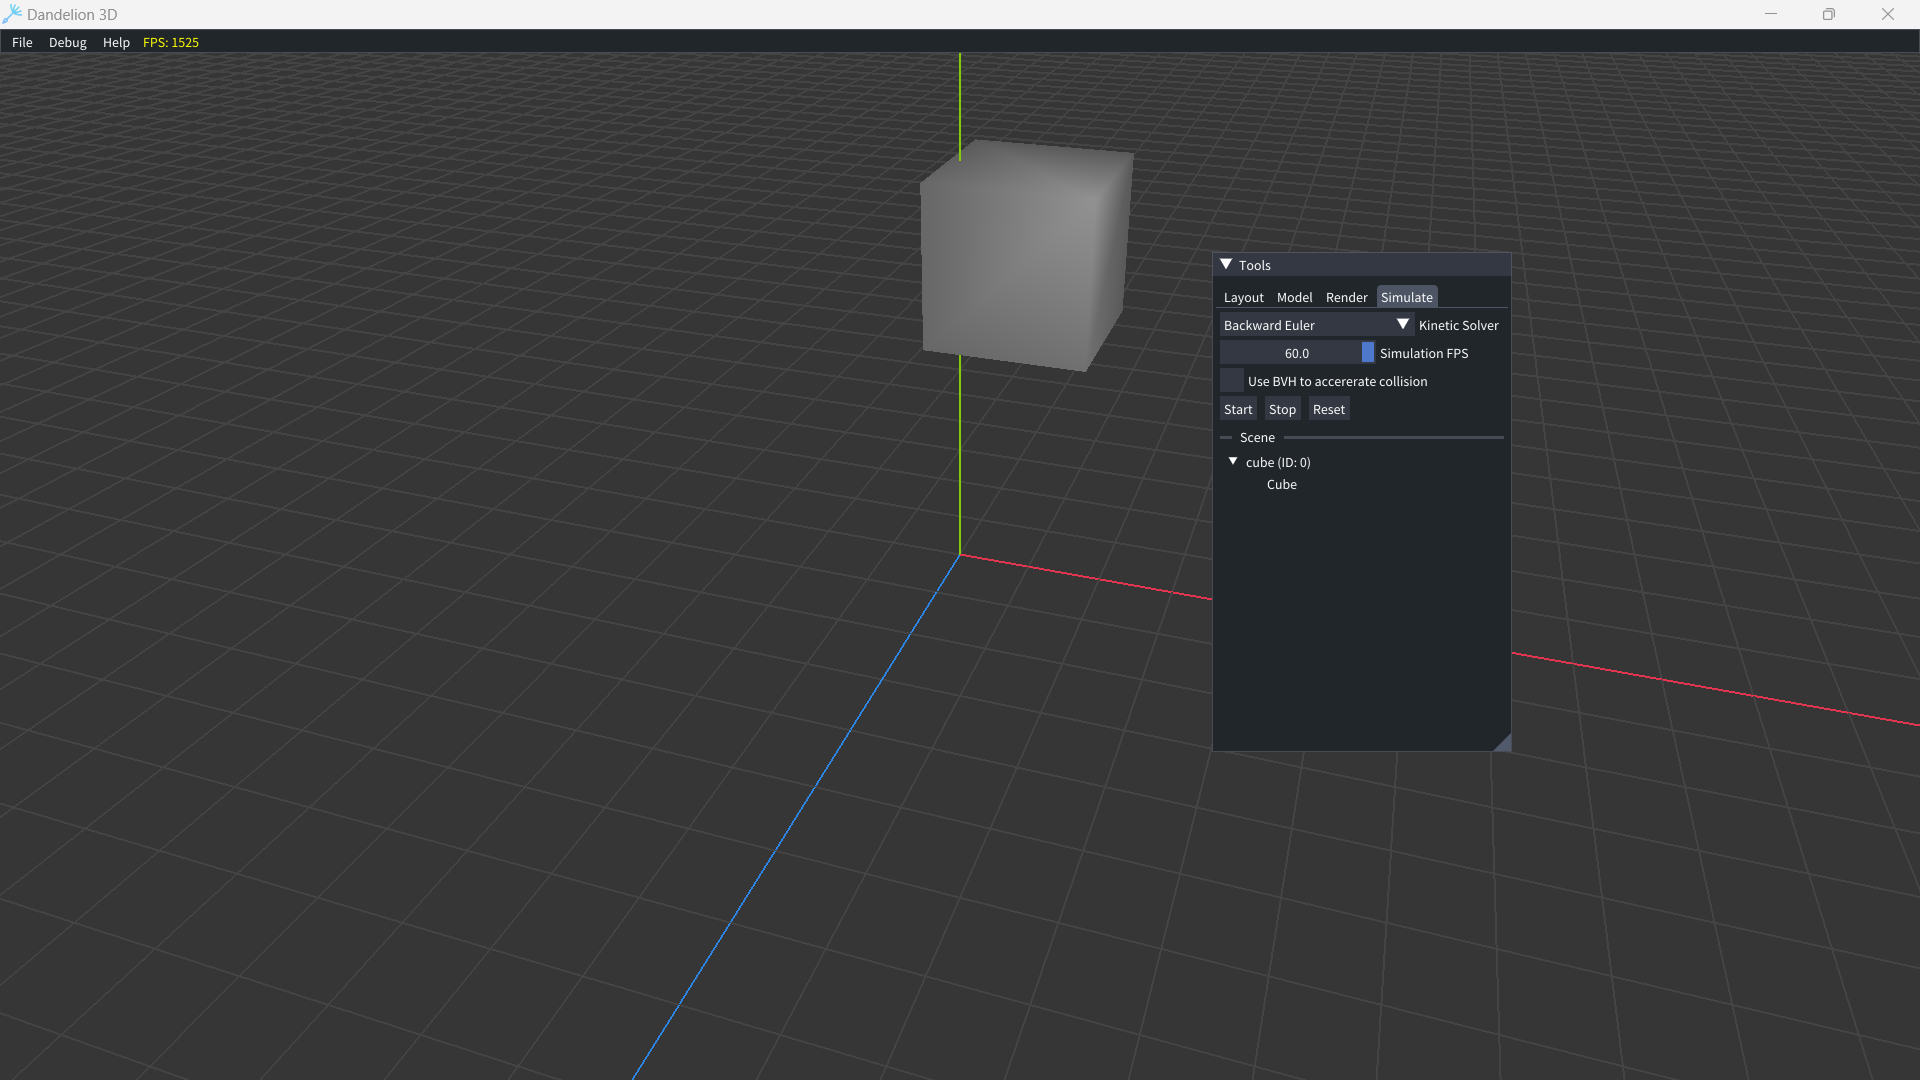 Dandelion 3D
File Debug Help FPS: 1525
Tools
Layout Model Render Simulate
Backward Euler Kinetic Solver
60.0 Simulation FPS
Use BVH to accererate collision
Start Stop Reset
Scene
cube (ID: 0)
Cube